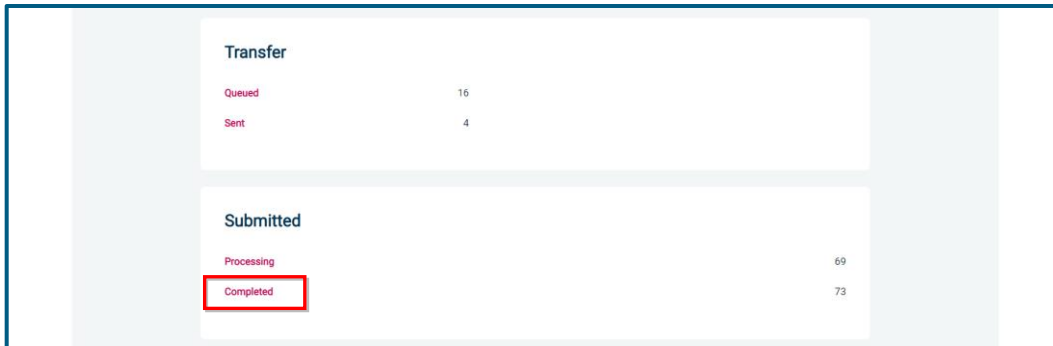 Transfer
Queued 16
Sent 4
Submitted
Processing 69
Completed 73